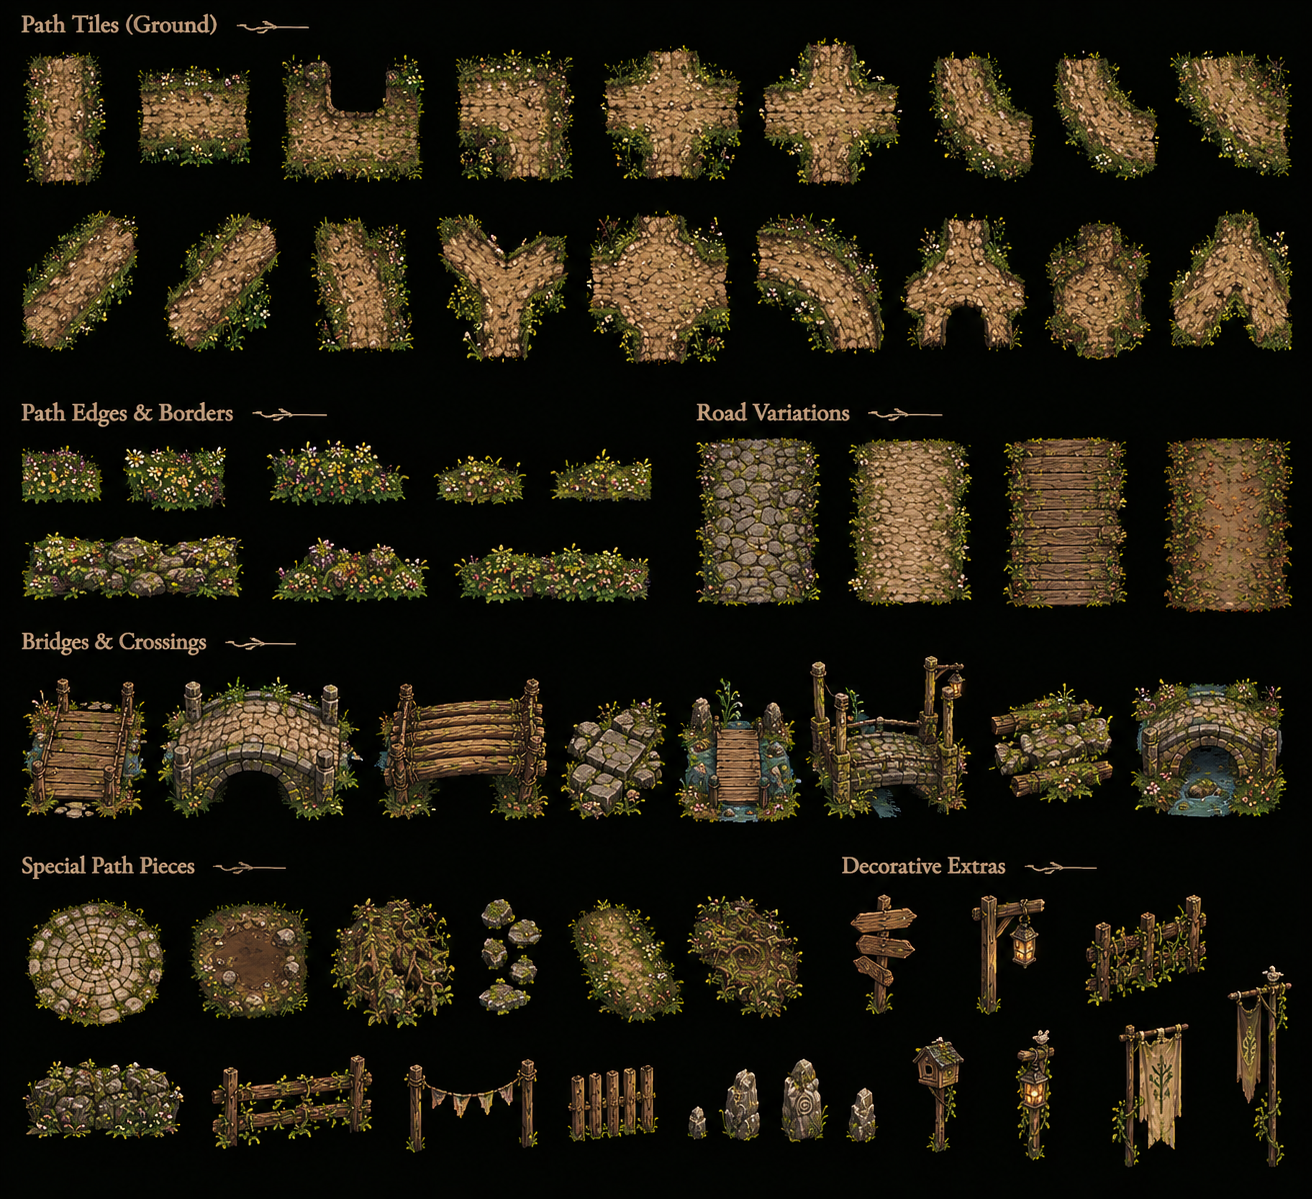 Path Tiles (Ground)
Path Edges & Borders
Road Variations
Bridges & Crossings
Special Path Pieces
Decorative Extras